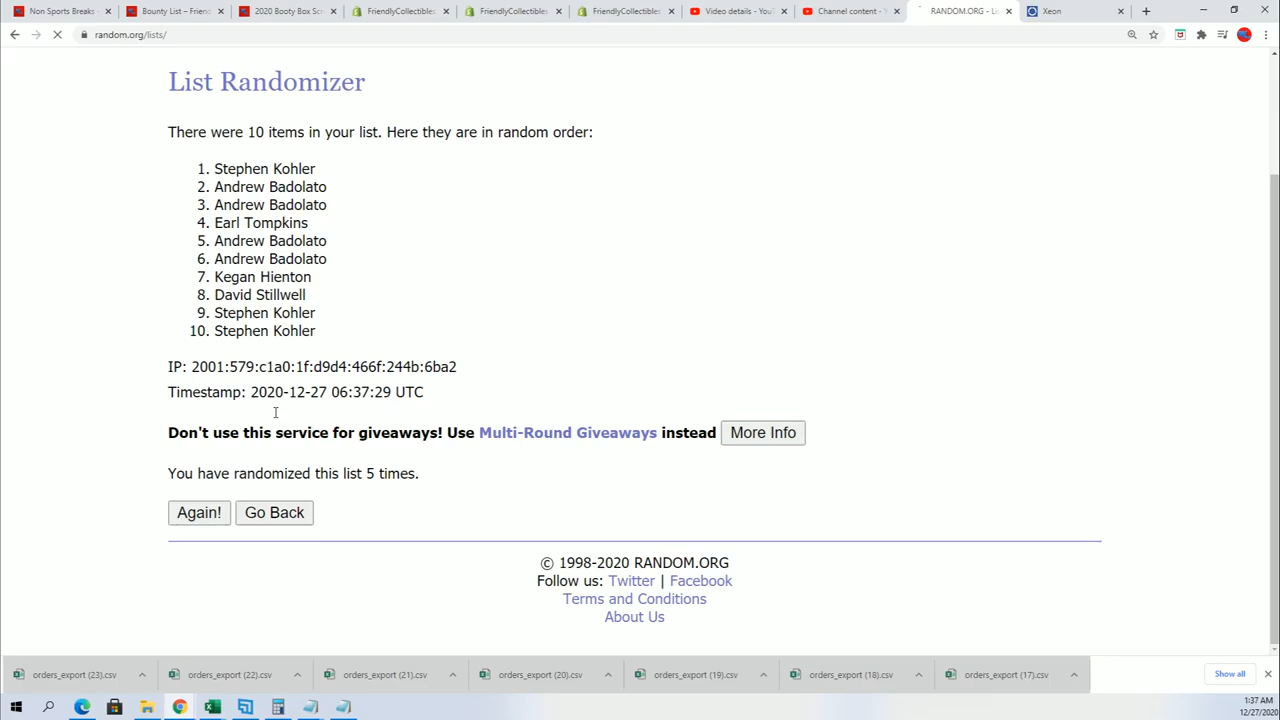 Non Sports Breaks
Bounty List – Friend
2020 Booty Box Sc
FriendlyCollectibles
FriendlyCollectibles
FriendlyCollectibles
Video details - You
Channel content - Y
RANDOM.ORG - Li
Xeon
random.org/lists/
List Randomizer
There were 10 items in your list. Here they are in random order:
1. Stephen Kohler
2. Andrew Badolato
3. Andrew Badolato
4. Earl Tompkins
5. Andrew Badolato
6. Andrew Badolato
7. Kegan Hienton
8. David Stillwell
9. Stephen Kohler
10. Stephen Kohler
IP: 2001:579:c1a0:1f:d9d4:466f:244b:6ba2
Timestamp: 2020-12-27 06:37:29 UTC
Don't use this service for giveaways! Use Multi-Round Giveaways instead More Info
You have randomized this list 5 times.
Again! Go Back
© 1998-2020 RANDOM.ORG
Follow us: Twitter | Facebook
Terms and Conditions
About Us
orders_export (23).csv
orders_export (22).csv
orders_export (21).csv
orders_export (20).csv
orders_export (19).csv
orders_export (18).csv
orders_export (17).csv
Show all
1:37 AM
12/27/2020